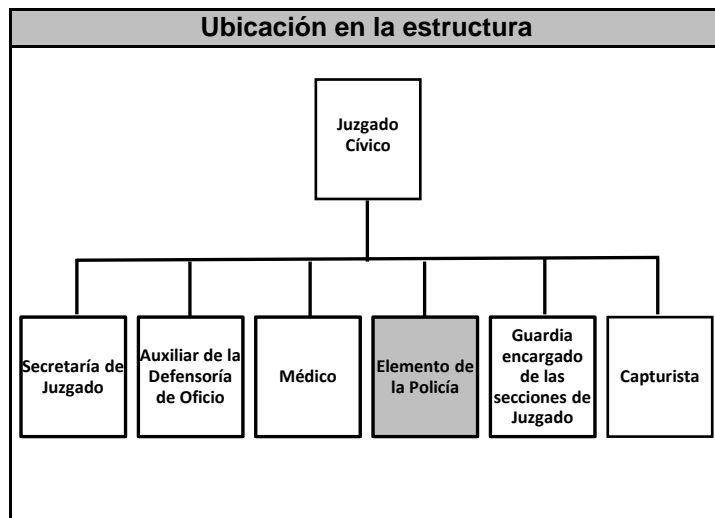 Ubicación en la estructura
Juzgado
Cívico
Secretaría de
Juzgado
Auxiliar de la
Defensoría
de Oficio
Médico
Elemento de
la Policía
Guardia
encargado
de las
secciones de
Juzgado
Capturista